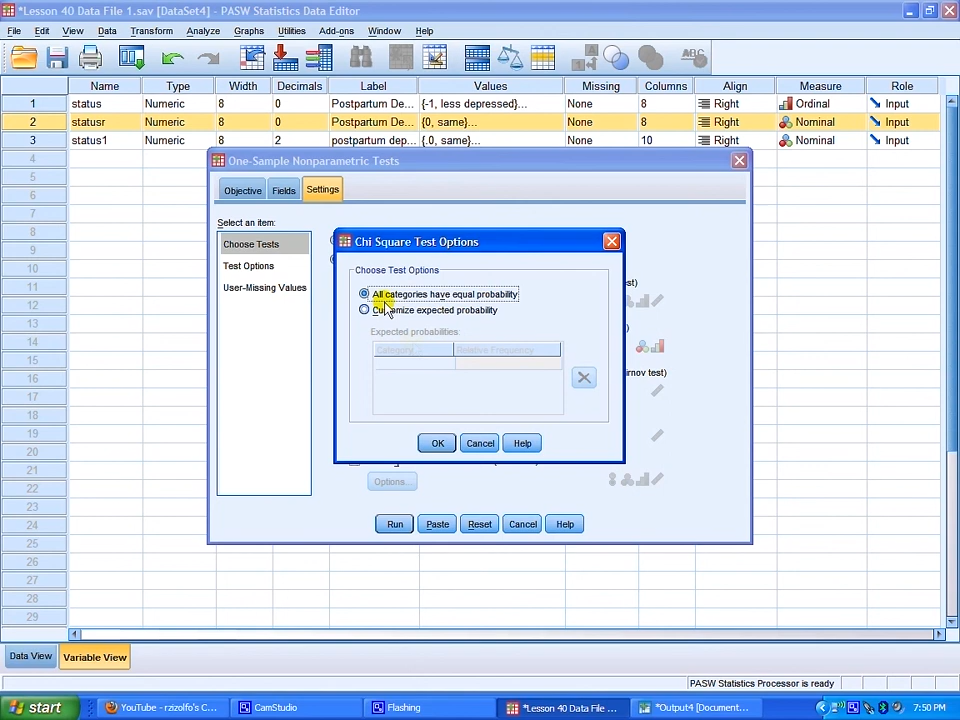 *Lesson 40 Data File 1.sav [DataSet4] - PASW Statistics Data Editor
File Edit View Data Transform Analyze Graphs Utilities Add-ons Window Help
Name Type Width Decimals Label Values Missing Columns Align Measure Role
1 status Numeric 8 0 Postpartum De... {-1, less depressed}... None 8 Right Ordinal Input
2 statusr Numeric 8 0 Postpartum De... {0, same}... None 8 Right Nominal Input
3 status1 Numeric 8 2 postpartum dep... {.0, same}... None 10 Right Nominal Input
4
5
6
7
8
9
10
11
12
13
14
15
16
17
18
19
20
21
22
23
24
25
26
27
28
29
One-Sample Nonparametric Tests
Objective Fields Settings
Select an item:
Choose Tests
Test Options
User-Missing Values
st)
)
irnov test)
Chi Square Test Options
Choose Test Options
All categories have equal probability
Customize expected probability
Expected probabilities:
Category Relative Frequency
OK Cancel Help
Options...
Run Paste Reset Cancel Help
Data View Variable View
PASW Statistics Processor is ready
start YouTube - rzizolfo's C... CamStudio Flashing *Lesson 40 Data File ... *Output4 [Document... 7:50 PM